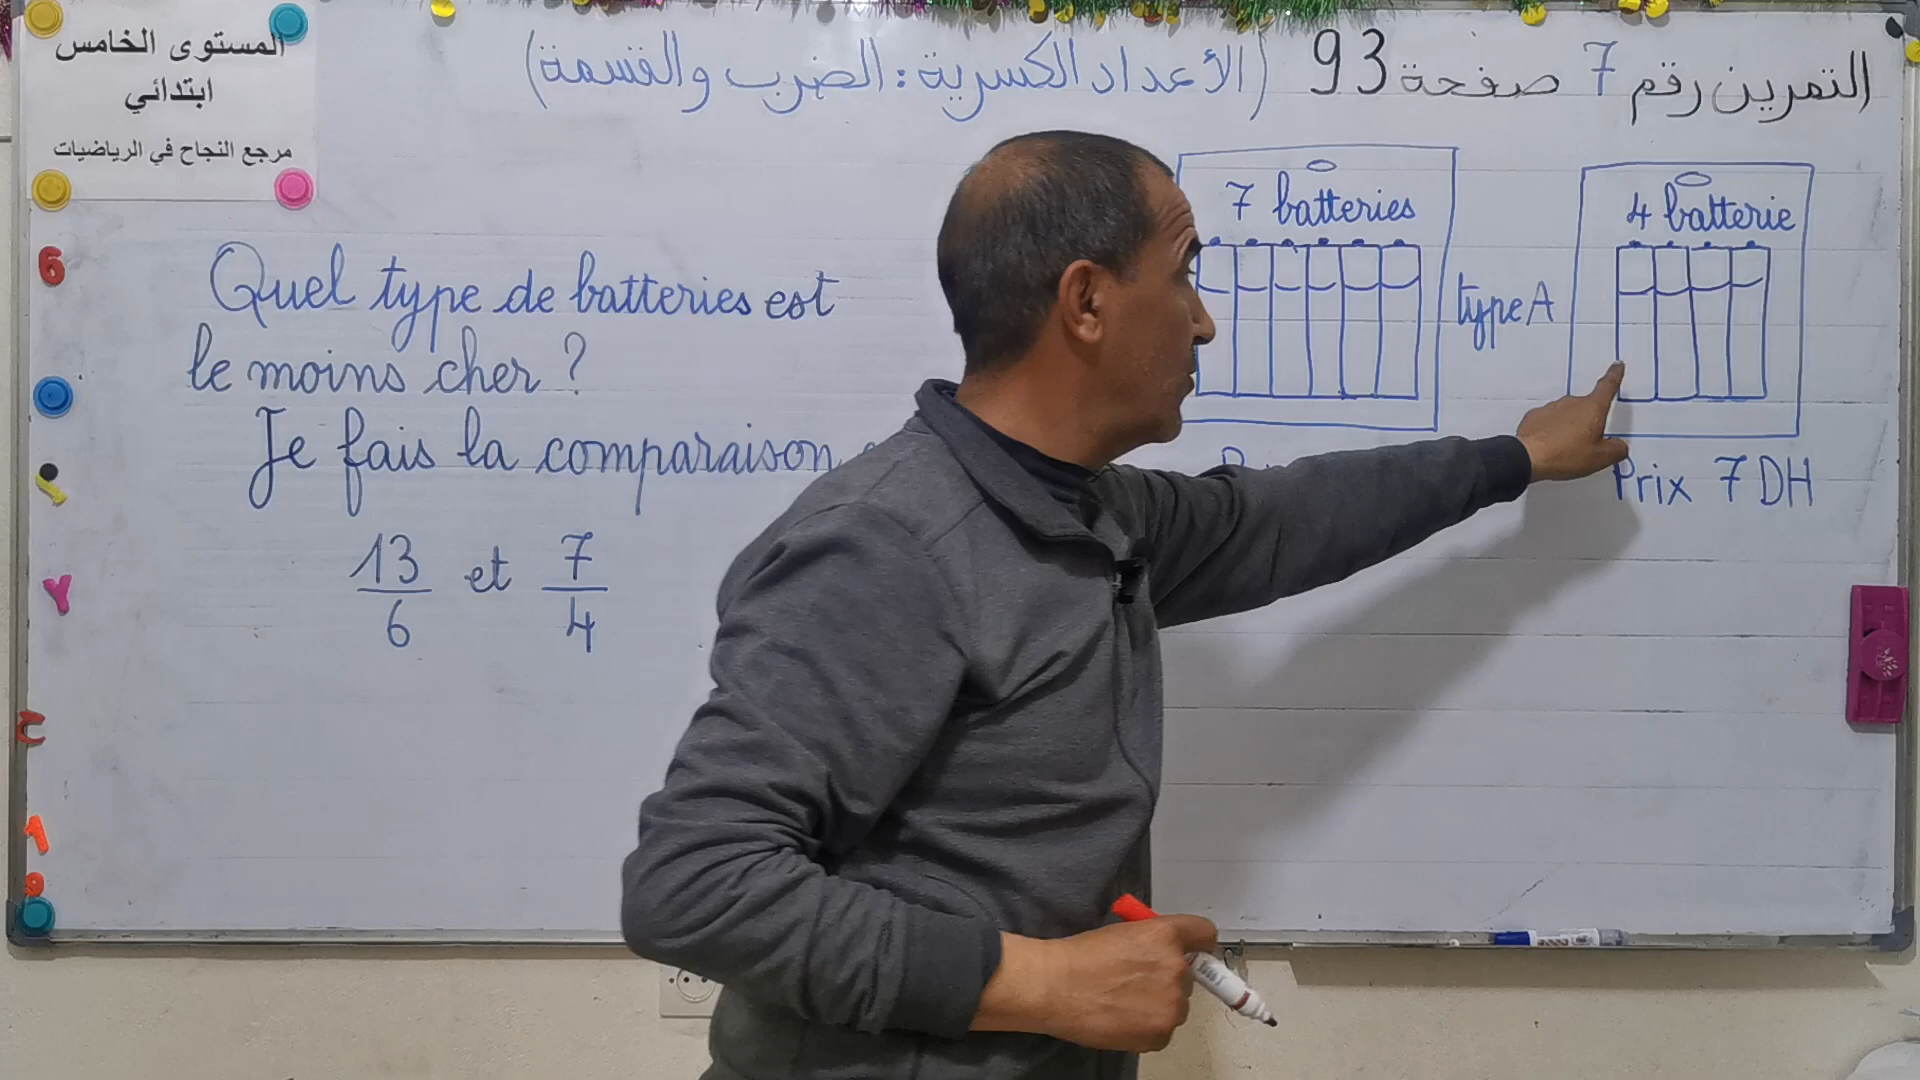 المستوى الخامس
ابتدائي
مرجع النجاح في الرياضيات
التمرين رقم 7 صفحة 93 (الأعداد الكسرية : الضرب والقسمة)
Quel type de batteries est
le moins cher ?
Je fais la comparaison
13/6 et 7/4
7 batteries
type A
4 batterie
Prix 7 DH